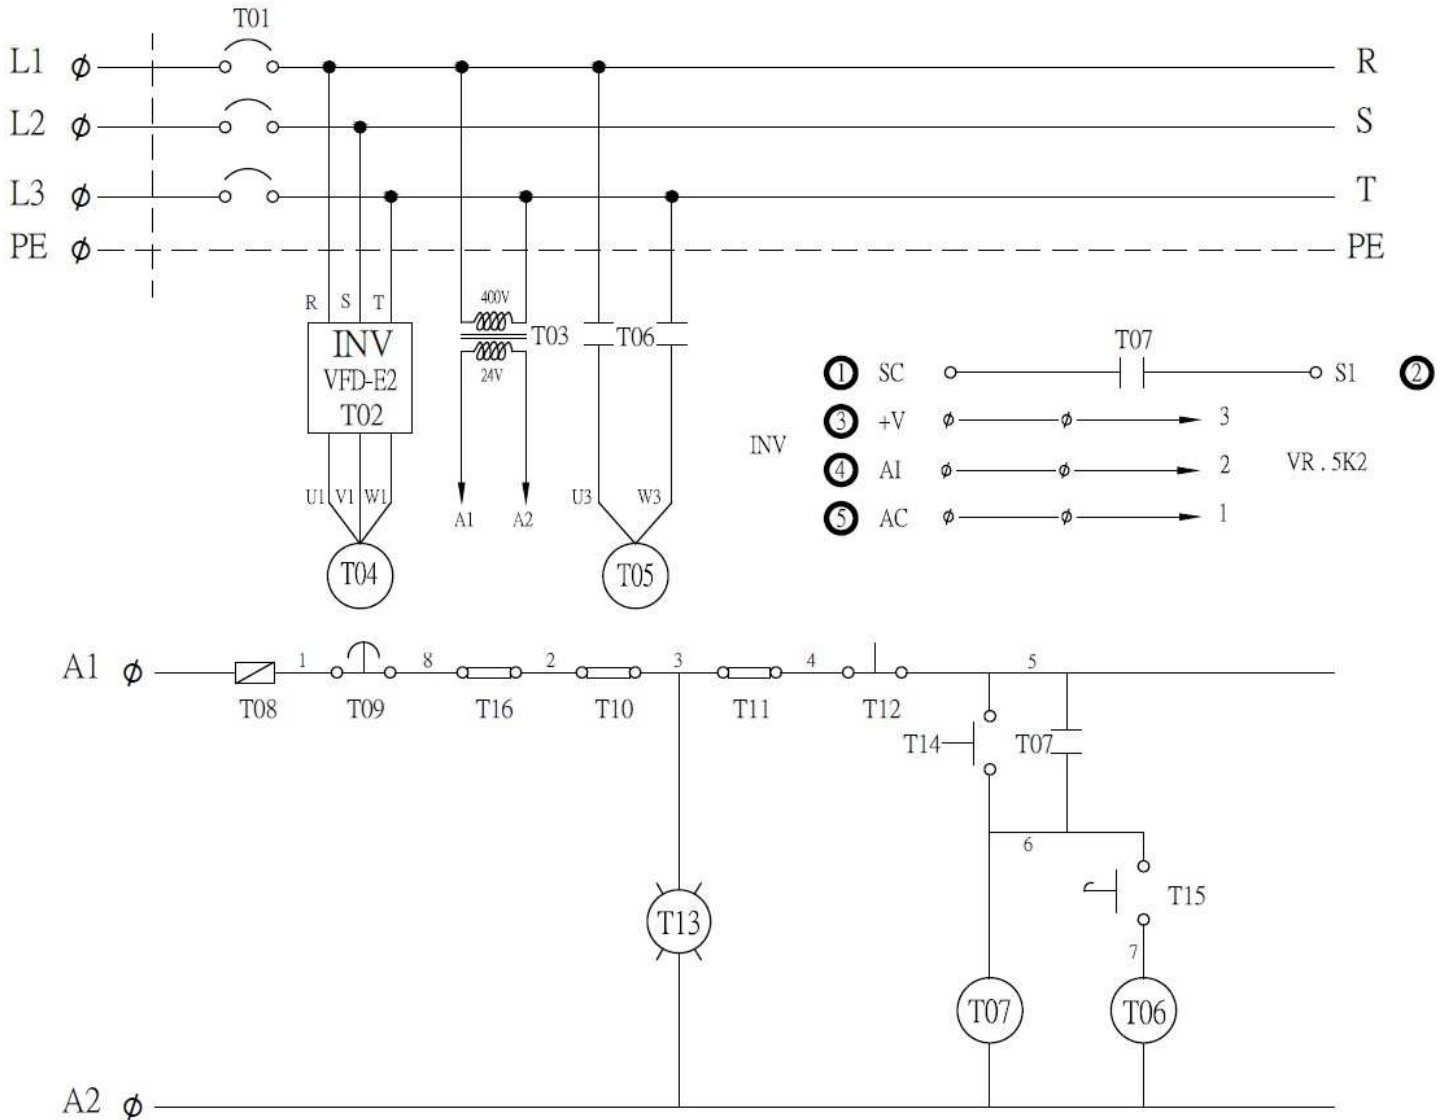 T01
L1 R
L2 S
L3 T
PE PE
R S T 400V
INV T03 T06 T07
VFD-E2 24V 1 SC S1 2
T02
3 +V 3
INV
4 AI 2 VR . 5K2
U1 V1 W1 U3 W3
A1 A2 5 AC 1
T04 T05
A1 1 8 2 3 4 5
T08 T09 T16 T10 T11 T12
T14 T07
6
T15
T13
7
T07 T06
A2